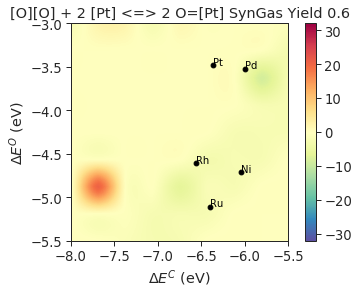 [O][O] + 2 [Pt] <=> 2 O=[Pt] SynGas Yield 0.6
−3.0
−3.5
−4.0
−4.5
−5.0
−5.5
ΔE^O (eV)
Pt
Pd
Rh
Ni
Ru
−8.0 −7.5 −7.0 −6.5 −6.0 −5.5
ΔE^C (eV)
30
20
10
0
−10
−20
−30